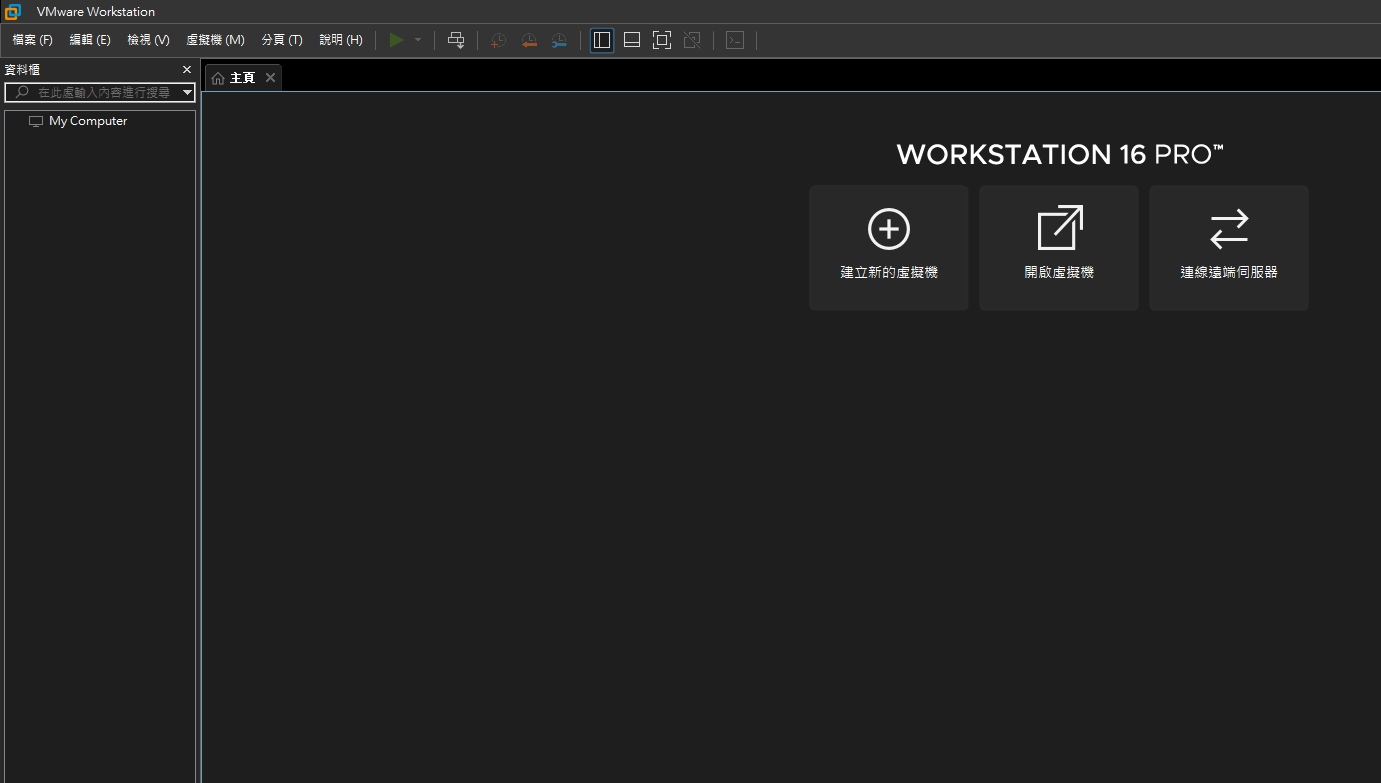 VMware Workstation
檔案 (F) 編輯 (E) 檢視 (V) 虛擬機 (M) 分頁 (T) 說明 (H)
資料櫃
在此處輸入內容進行搜尋
My Computer
主頁
WORKSTATION 16 PRO™
建立新的虛擬機 開啟虛擬機 連線遠端伺服器